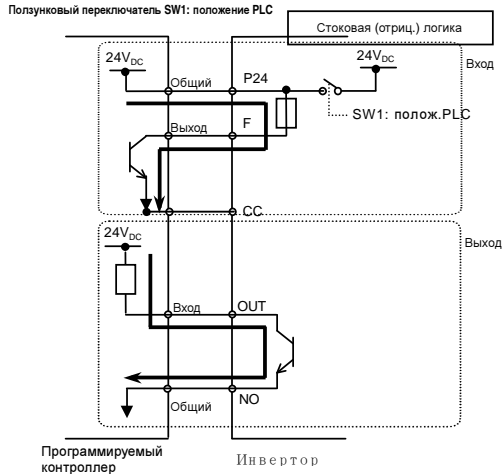 Ползунковый переключатель SW1: положение PLC
Стоковая (отриц.) логика
24VDC
24VDC
Вход
Общий
P24
SW1: полож.PLC
Выход
F
CC
24VDC
Выход
Вход
OUT
Общий
NO
Программируемый
контроллер
Инвертор